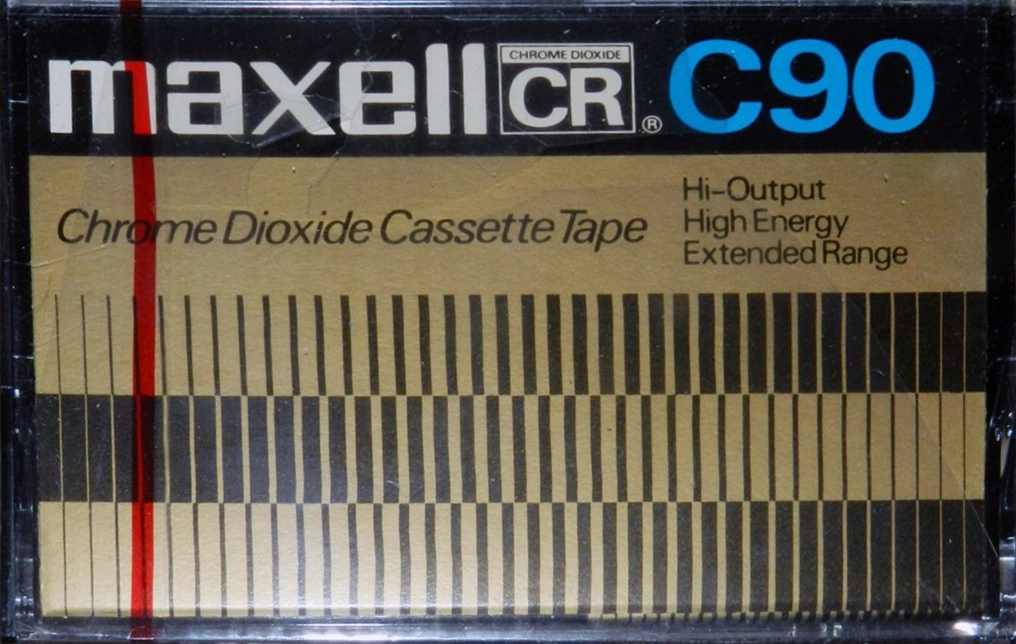 maxell CHROME DIOXIDE CR ® C90
Chrome Dioxide Cassette Tape
Hi-Output
High Energy
Extended Range